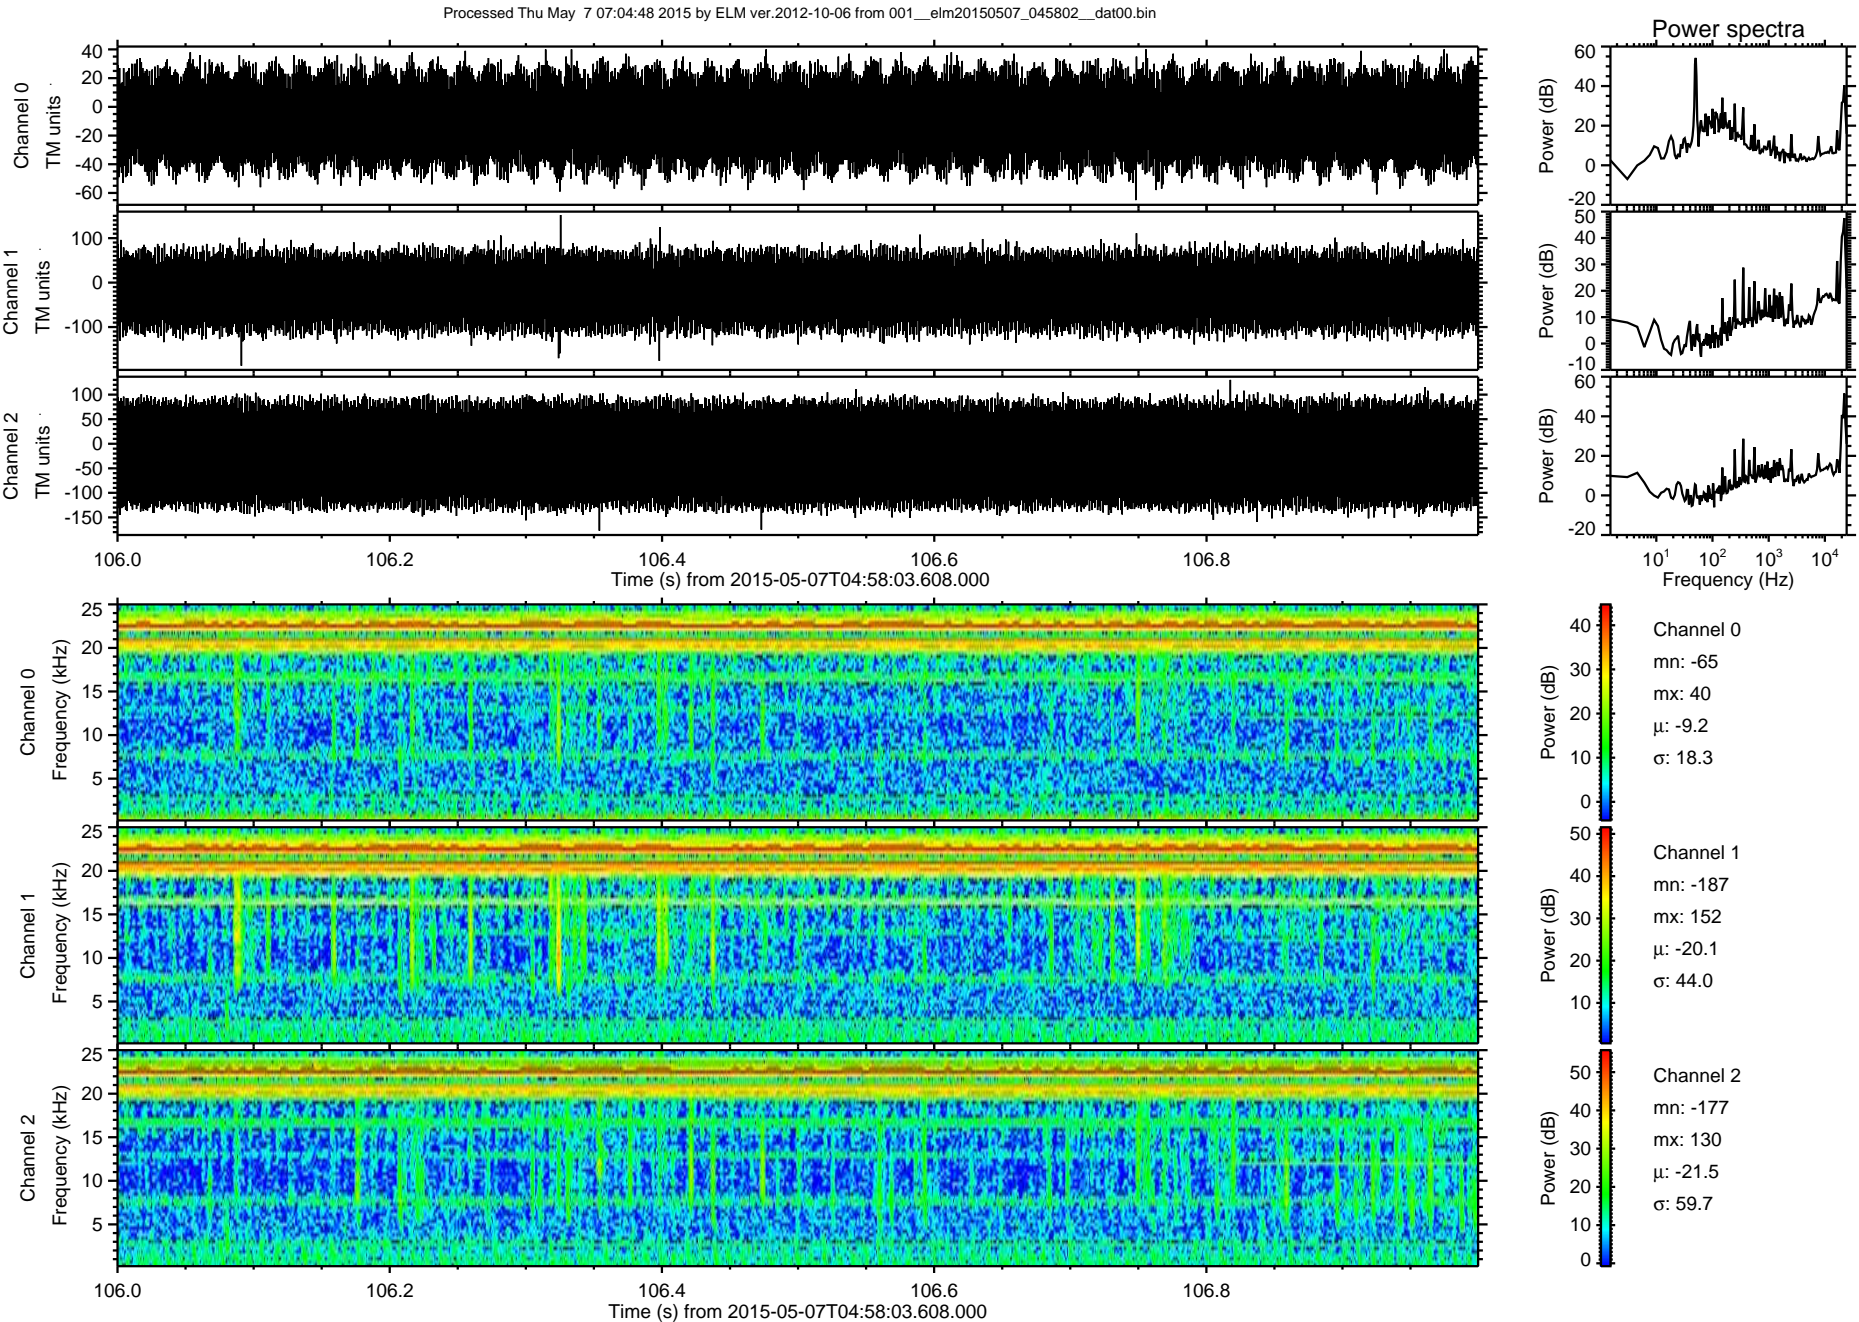 Processed Thu May  7 07:04:48 2015 by ELM ver.2012-10-06 from 001__elm20150507_045802__dat00.bin
Power spectra
Channel 0
TM units
40
20
0
-20
-40
-60
Power (dB)
60
40
20
0
-20
Channel 1
TM units
100
0
-100
Power (dB)
50
40
30
20
10
0
-10
Channel 2
TM units
100
50
0
-50
-100
-150
Power (dB)
60
40
20
0
-20
106.0 106.2 106.4 106.6 106.8
Time (s) from 2015-05-07T04:58:03.608.000
10^1 10^2 10^3 10^4
Frequency (Hz)
Channel 0
Frequency (kHz)
25
20
15
10
5
Power (dB)
40
30
20
10
0
Channel 0
mn: -65
mx: 40
μ: -9.2
σ: 18.3
Channel 1
Frequency (kHz)
25
20
15
10
5
Power (dB)
50
40
30
20
10
Channel 1
mn: -187
mx: 152
μ: -20.1
σ: 44.0
Channel 2
Frequency (kHz)
25
20
15
10
5
Power (dB)
50
40
30
20
10
0
Channel 2
mn: -177
mx: 130
μ: -21.5
σ: 59.7
106.0 106.2 106.4 106.6 106.8
Time (s) from 2015-05-07T04:58:03.608.000